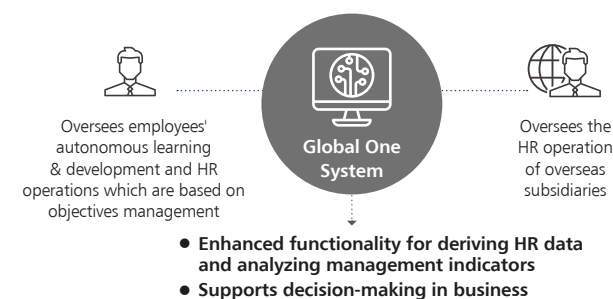 Oversees employees'
autonomous learning
& development and HR
operations which are based on
objectives management
Global One
System
Oversees the
HR operation
of overseas
subsidiaries
● Enhanced functionality for deriving HR data
and analyzing management indicators
● Supports decision-making in business